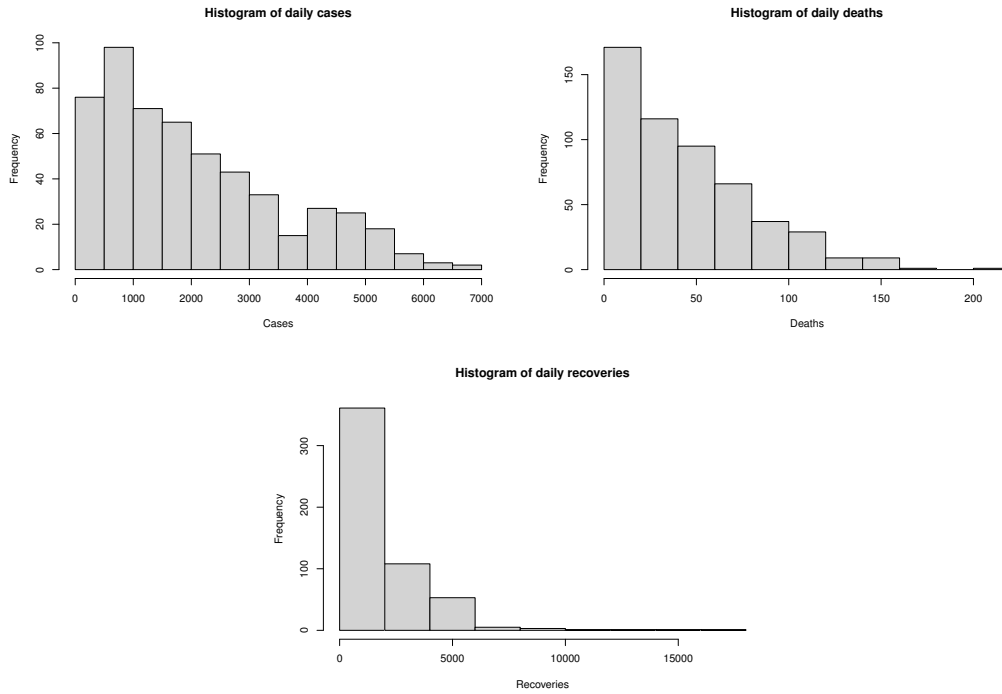 Histogram of daily cases
Frequency
0 20 40 60 80 100
0 1000 2000 3000 4000 5000 6000 7000
Cases
Histogram of daily deaths
Frequency
0 50 100 150
0 50 100 150 200
Deaths
Histogram of daily recoveries
Frequency
0 100 200 300
0 5000 10000 15000
Recoveries